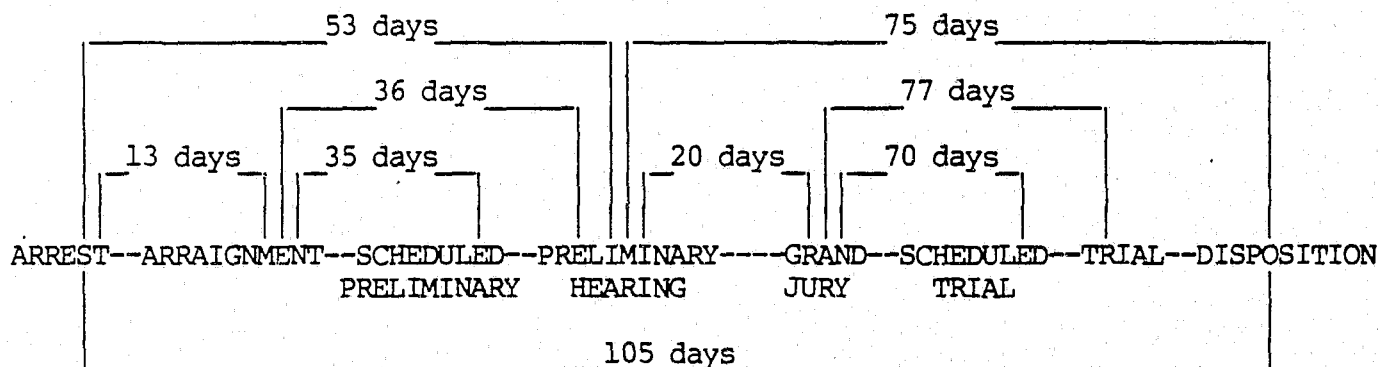 53 days 75 days
36 days 77 days
13 days 35 days 20 days 70 days
ARREST--ARRAIGNMENT--SCHEDULED--PRELIMINARY----GRAND--SCHEDULED--TRIAL--DISPOSITION
PRELIMINARY HEARING JURY TRIAL
105 days